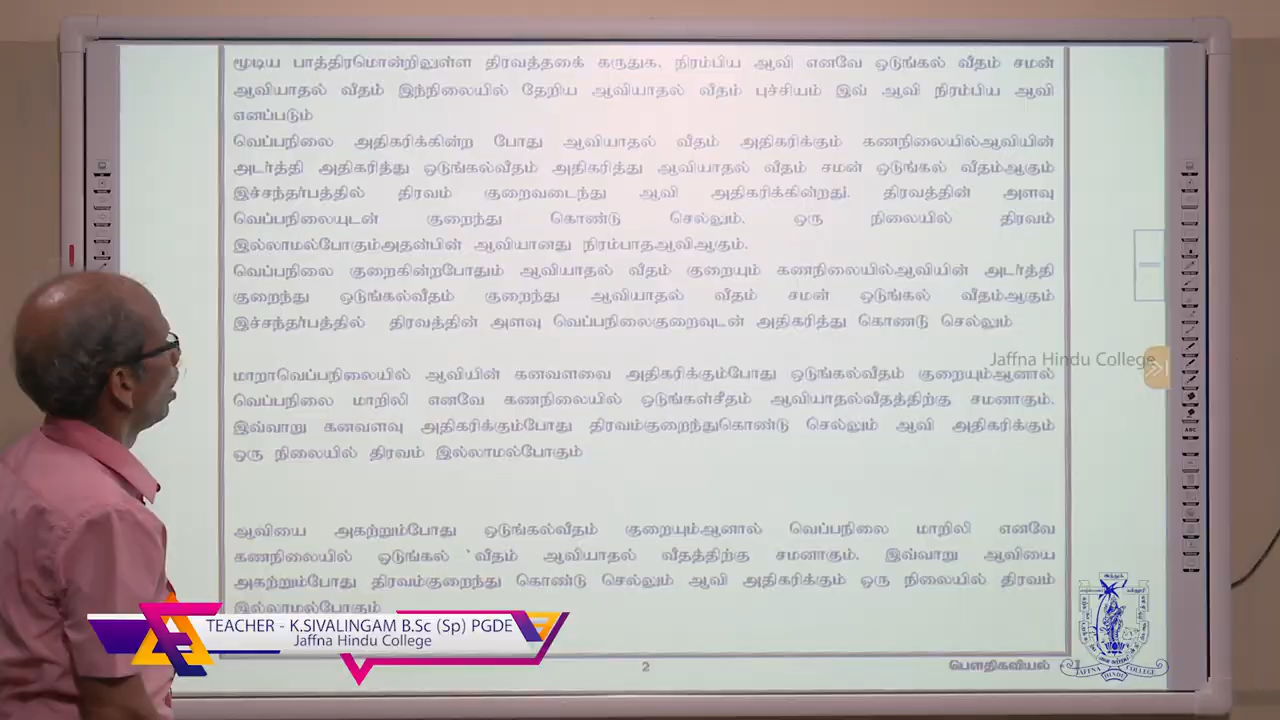 மூடிய பாத்திரமொன்றிலுள்ள திரவத்தகை் கருதுக. நிரம்பிய ஆவி எனவே ஒடுங்கல் வீதம் சமன்
ஆவியாதல் வீதம் இந்நிலையில் தேறிய ஆவியாதல் வீதம் புச்சியம் இவ் ஆவி நிரம்பிய ஆவி
எனப்படும்
வெப்பநிலை அதிகரிக்கின்ற போது ஆவியாதல் வீதம் அதிகரிக்கும் கணநிலையில்ஆவியின்
அடர்த்தி அதிகரித்து ஒடுங்கல்வீதம் அதிகரித்து ஆவியாதல் வீதம் சமன் ஒடுங்கல் வீதம்ஆகும்
இச்சந்தர்பத்தில் திரவம் குறைவடைந்து ஆவி அதிகரிக்கின்றது. திரவத்தின் அளவு
வெப்பநிலையுடன் குறைந்து கொண்டு செல்லும். ஒரு நிலையில் திரவம்
இல்லாமல்போகும்அதன்பின் ஆவியானது நிரம்பாதஆவிஆகும்.
வெப்பநிலை குறைகின்றபோதும் ஆவியாதல் வீதம் குறையும் கணநிலையில்ஆவியின் அடர்த்தி
குறைந்து ஒடுங்கல்வீதம் குறைந்து ஆவியாதல் வீதம் சமன் ஒடுங்கல் வீதம்ஆகும்
இச்சந்தர்பத்தில் திரவத்தின் அளவு வெப்பநிலைகுறைவுடன் அதிகரித்து கொணடு செல்லும்
Jaffna Hindu College
மாறாவெப்பநிலையில் ஆவியின் கனவளவை அதிகரிக்கும்போது ஒடுங்கல்வீதம் குறையும்ஆனால்
வெப்பநிலை மாறிலி எனவே கணநிலையில் ஒடுங்கள்சீதம் ஆவியாதல்வீதத்திற்கு சமனாகும்.
இவ்வாறு கனவளவு அதிகரிக்கும்போது திரவம்குறைந்துகொண்டு செல்லும் ஆவி அதிகரிக்கும்
ஒரு நிலையில் திரவம் இல்லாமல்போகும்
ஆவியை அகற்றும்போது ஒடுங்கல்வீதம் குறையும்ஆனால் வெப்பநிலை மாறிலி எனவே
கணநிலையில் ஒடுங்கல் ்வீதம் ஆவியாதல் வீதத்திற்கு சமனாகும். இவ்வாறு ஆவியை
அகற்றும்போது திரவம்குறைந்து கொண்டு செல்லும் ஆவி அதிகரிக்கும் ஒரு நிலையில் திரவம்
இல்லாமல்போகும்
TEACHER - K.SIVALINGAM B.Sc (Sp) PGDE
Jaffna Hindu College
2 பௌதிகவியல் - 1
JAFFNA HINDU COLLEGE
ABC